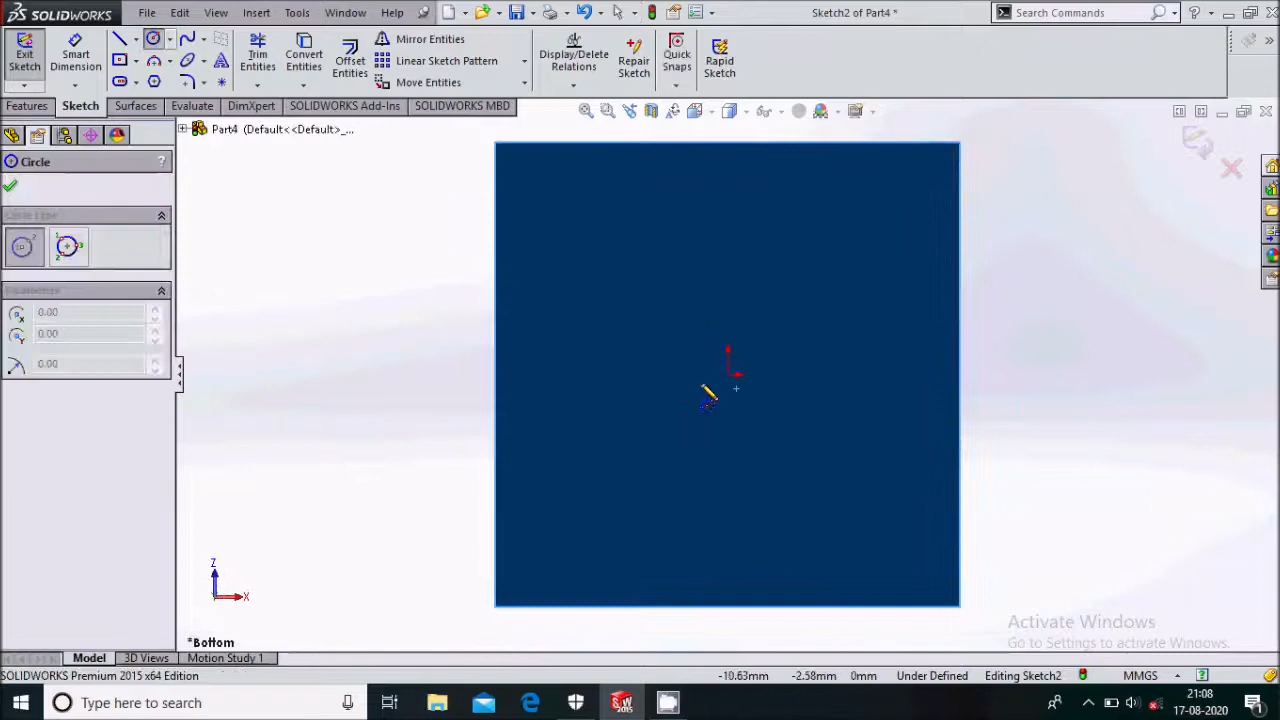 SOLIDWORKS File Edit View Insert Tools Window Help Sketch2 of Part4 * Search Commands
Exit Sketch
Smart Dimension
Trim Entities
Convert Entities
Offset Entities
Mirror Entities
Linear Sketch Pattern
Move Entities
Display/Delete Relations
Repair Sketch
Quick Snaps
Rapid Sketch
Features Sketch Surfaces Evaluate DimXpert SOLIDWORKS Add-Ins SOLIDWORKS MBD
Part4 (Default<<Default>_...
Circle ?
0.00
0.00
0.00
Z
X
*Bottom
Activate Windows
Go to Settings to activate Windows.
Model 3D Views Motion Study 1
SOLIDWORKS Premium 2015 x64 Edition -10.63mm -2.58mm 0mm Under Defined Editing Sketch2 MMGS
Type here to search
21:08
17-08-2020